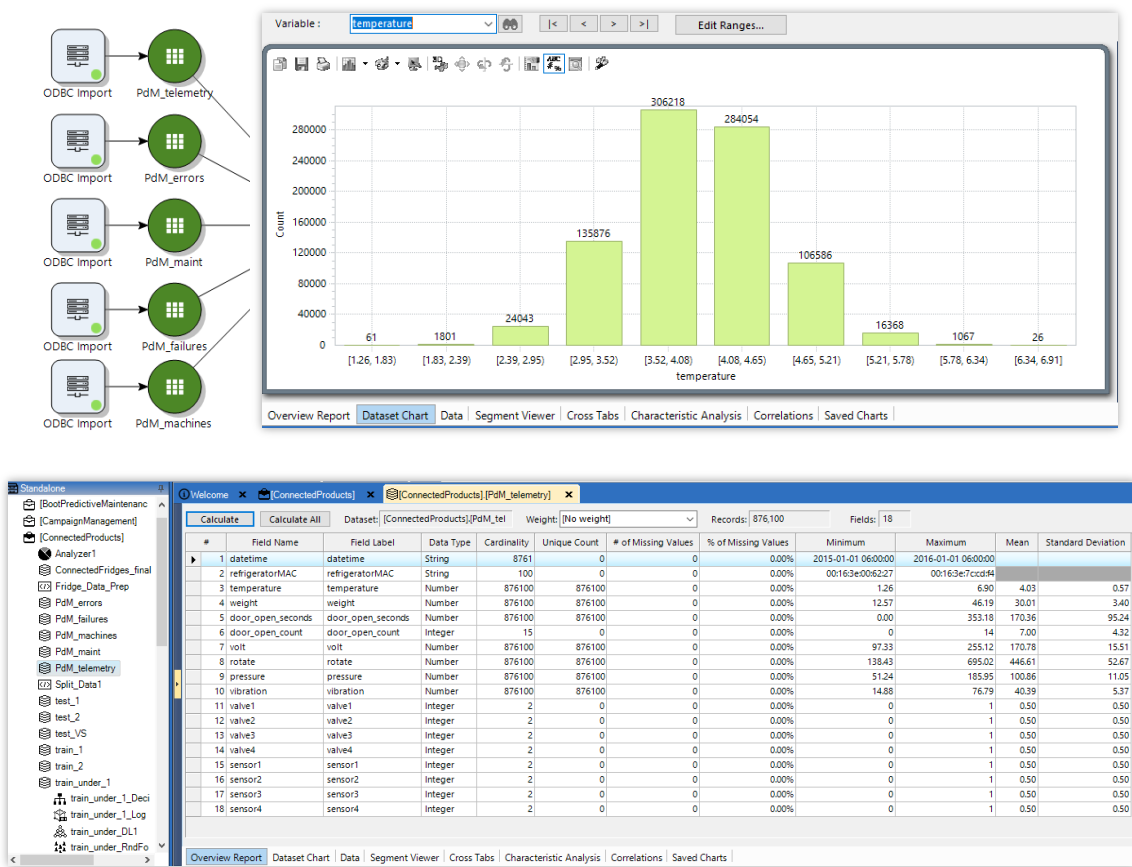 Variable :
temperature
|<
<
>
>|
Edit Ranges...
ODBC Import
PdM_telemetry
ODBC Import
PdM_errors
ODBC Import
PdM_maint
ODBC Import
PdM_failures
ODBC Import
PdM_machines
Count
280000
240000
200000
160000
120000
80000
40000
0
61
1801
24043
135876
306218
284054
106586
16368
1067
26
[1.26, 1.83)
[1.83, 2.39)
[2.39, 2.95)
[2.95, 3.52)
[3.52, 4.08)
[4.08, 4.65)
[4.65, 5.21)
[5.21, 5.78)
[5.78, 6.34)
[6.34, 6.91]
temperature
Overview Report Dataset Chart Data Segment Viewer Cross Tabs Characteristic Analysis Correlations Saved Charts
Standalone
[BootPredictiveMaintenanc
[CampaignManagement]
[ConnectedProducts]
Analyzer1
ConnectedFridges_final
Fridge_Data_Prep
PdM_errors
PdM_failures
PdM_machines
PdM_maint
PdM_telemetry
Split_Data1
test_1
test_2
test_VS
train_1
train_2
train_under_1
train_under_1_Deci
train_under_1_Log
train_under_DL1
train_under_RndFo
Welcome x [ConnectedProducts] x [ConnectedProducts].[PdM_telemetry] x
Calculate Calculate All Dataset: [ConnectedProducts].[PdM_tel Weight: [No weight] Records: 876,100 Fields: 18
# Field Name Field Label Data Type Cardinality Unique Count # of Missing Values % of Missing Values Minimum Maximum Mean Standard Deviation
1 datetime datetime String 8761 0 0 0.00% 2015-01-01 06:00:00 2016-01-01 06:00:00
2 refrigeratorMAC refrigeratorMAC String 100 0 0 0.00% 00:16:3e:00:62:27 00:16:3e:7c:cd:f4
3 temperature temperature Number 876100 876100 0 0.00% 1.26 6.90 4.03 0.57
4 weight weight Number 876100 876100 0 0.00% 12.57 46.19 30.01 3.40
5 door_open_seconds door_open_seconds Number 876100 876100 0 0.00% 0.00 353.18 170.36 95.24
6 door_open_count door_open_count Integer 15 0 0 0.00% 0 14 7.00 4.32
7 volt volt Number 876100 876100 0 0.00% 97.33 255.12 170.78 15.51
8 rotate rotate Number 876100 876100 0 0.00% 138.43 695.02 446.61 52.67
9 pressure pressure Number 876100 876100 0 0.00% 51.24 185.95 100.86 11.05
10 vibration vibration Number 876100 876100 0 0.00% 14.88 76.79 40.39 5.37
11 valve1 valve1 Integer 2 0 0 0.00% 0 1 0.50 0.50
12 valve2 valve2 Integer 2 0 0 0.00% 0 1 0.50 0.50
13 valve3 valve3 Integer 2 0 0 0.00% 0 1 0.50 0.50
14 valve4 valve4 Integer 2 0 0 0.00% 0 1 0.50 0.50
15 sensor1 sensor1 Integer 2 0 0 0.00% 0 1 0.50 0.50
16 sensor2 sensor2 Integer 2 0 0 0.00% 0 1 0.50 0.50
17 sensor3 sensor3 Integer 2 0 0 0.00% 0 1 0.50 0.50
18 sensor4 sensor4 Integer 2 0 0 0.00% 0 1 0.50 0.50
Overview Report Dataset Chart Data Segment Viewer Cross Tabs Characteristic Analysis Correlations Saved Charts